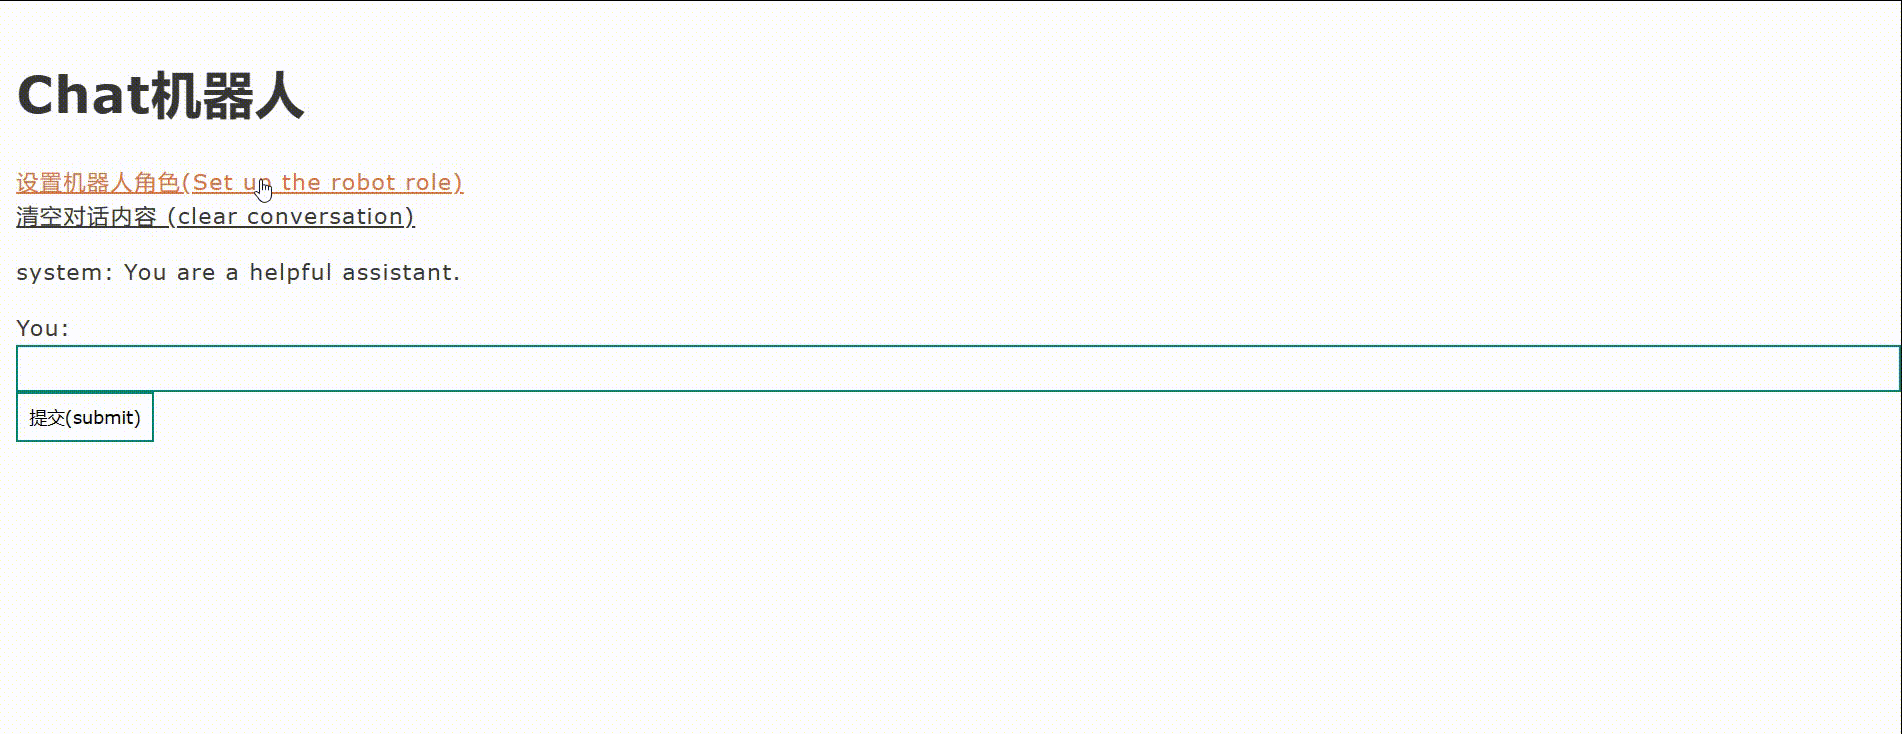 Chat机器人
设置机器人角色(Set up the robot role)
清空对话内容 (clear conversation)
system: You are a helpful assistant.
You:
提交(submit)